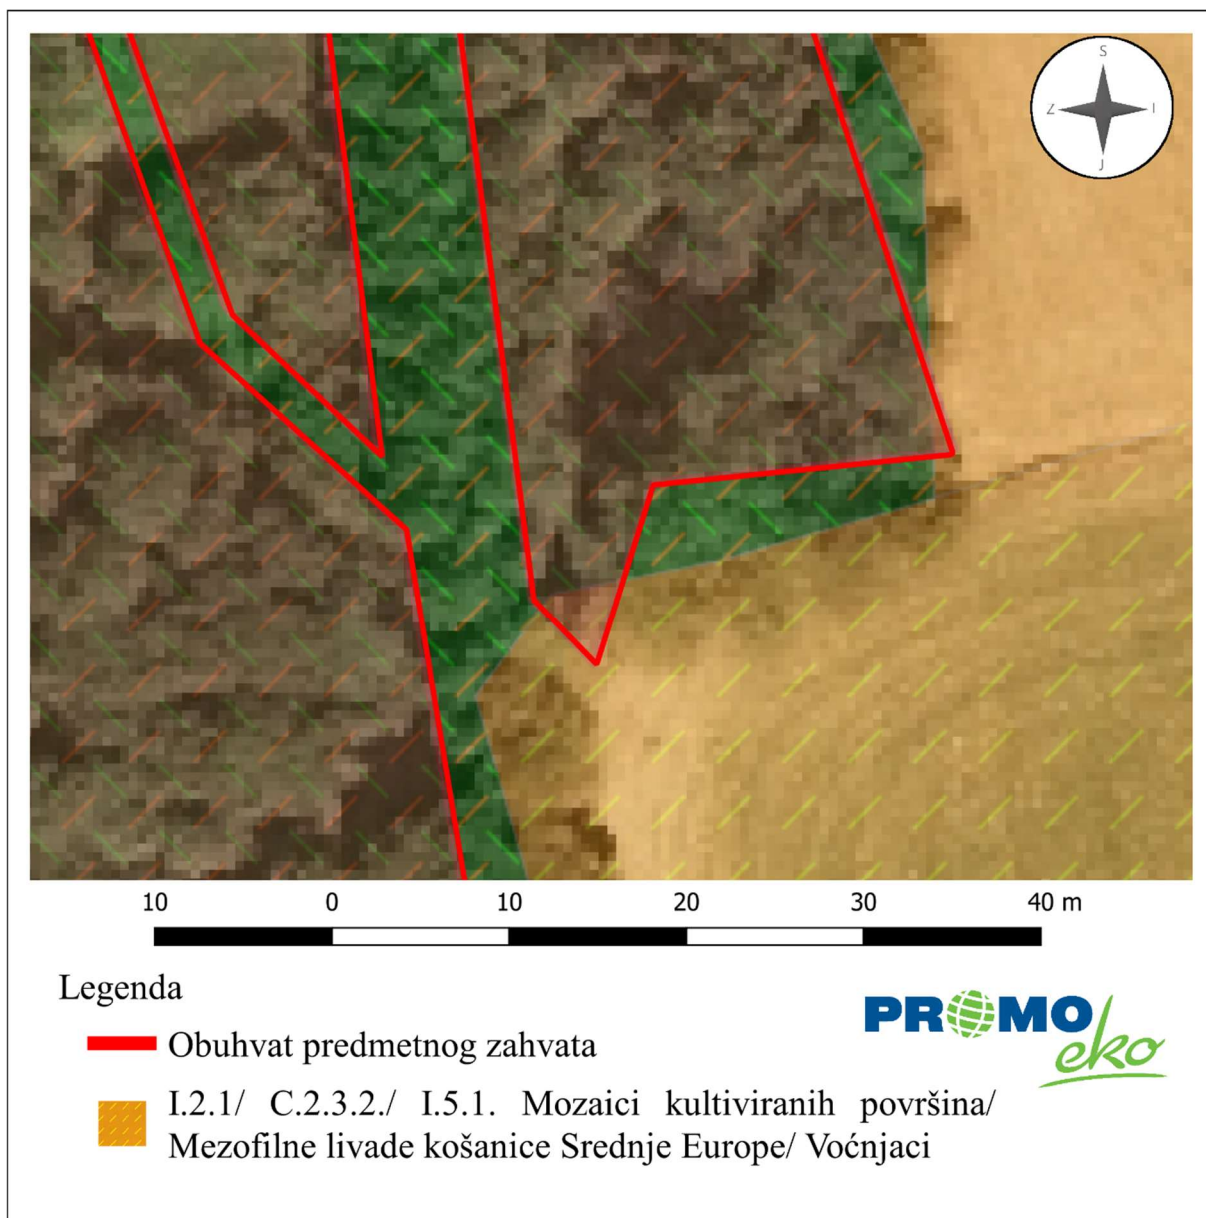 S
Z I
J
10 0 10 20 30 40 m
Legenda
Obuhvat predmetnog zahvata
I.2.1/ C.2.3.2./ I.5.1. Mozaici kultiviranih površina/
Mezofilne livade košanice Srednje Europe/ Voćnjaci
PROMO
eko